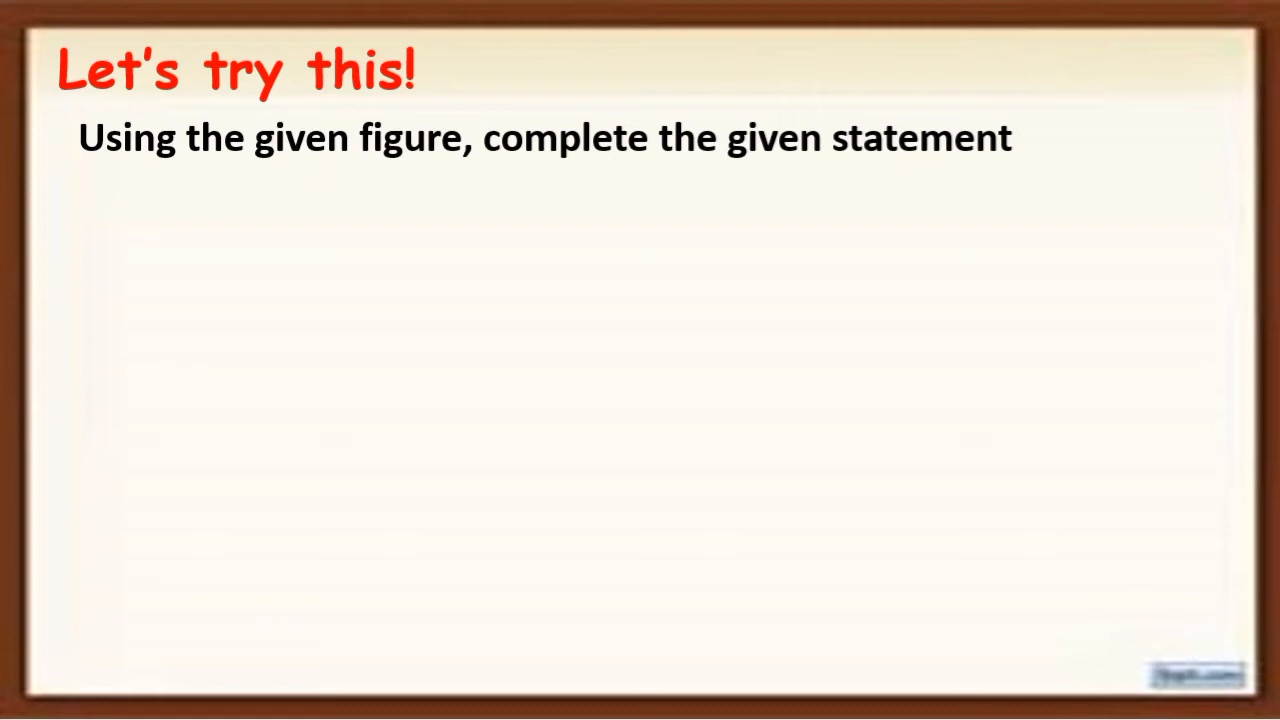 Let's try this!
Using the given figure, complete the given statement